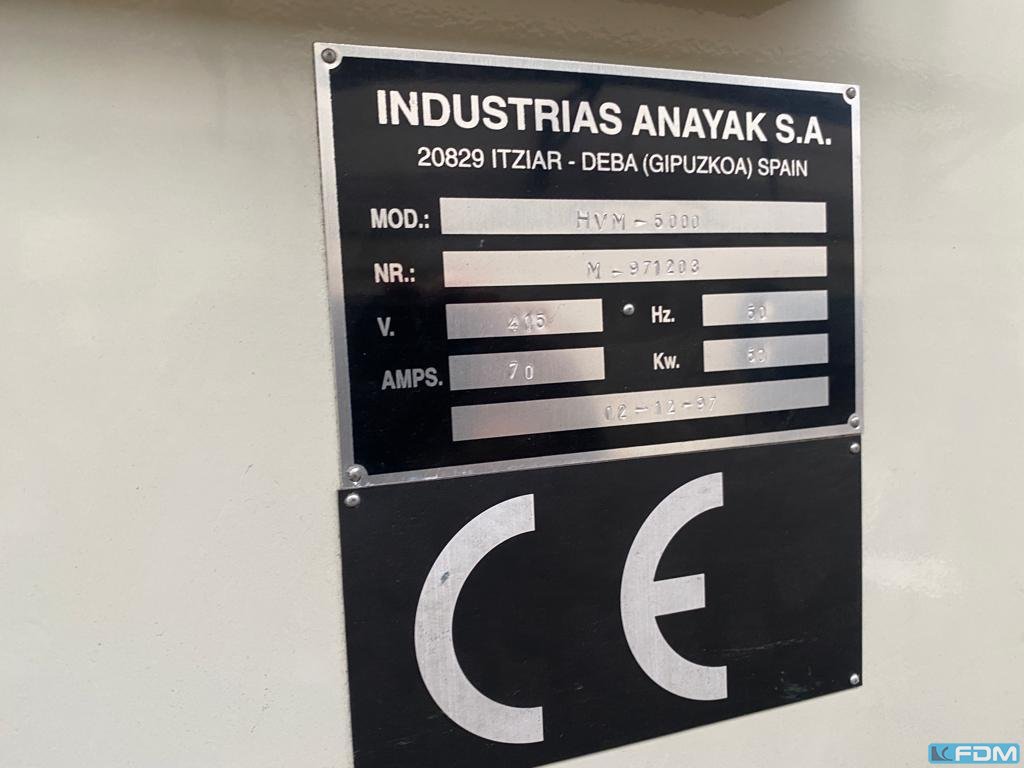 INDUSTRIAS ANAYAK S.A.
20829 ITZIAR - DEBA (GIPUZKOA) SPAIN
MOD.: HVM-5000
NR.: M-971203
V. 415 Hz. 50
AMPS. 70 Kw. 50
02-12-97
CE
FDM